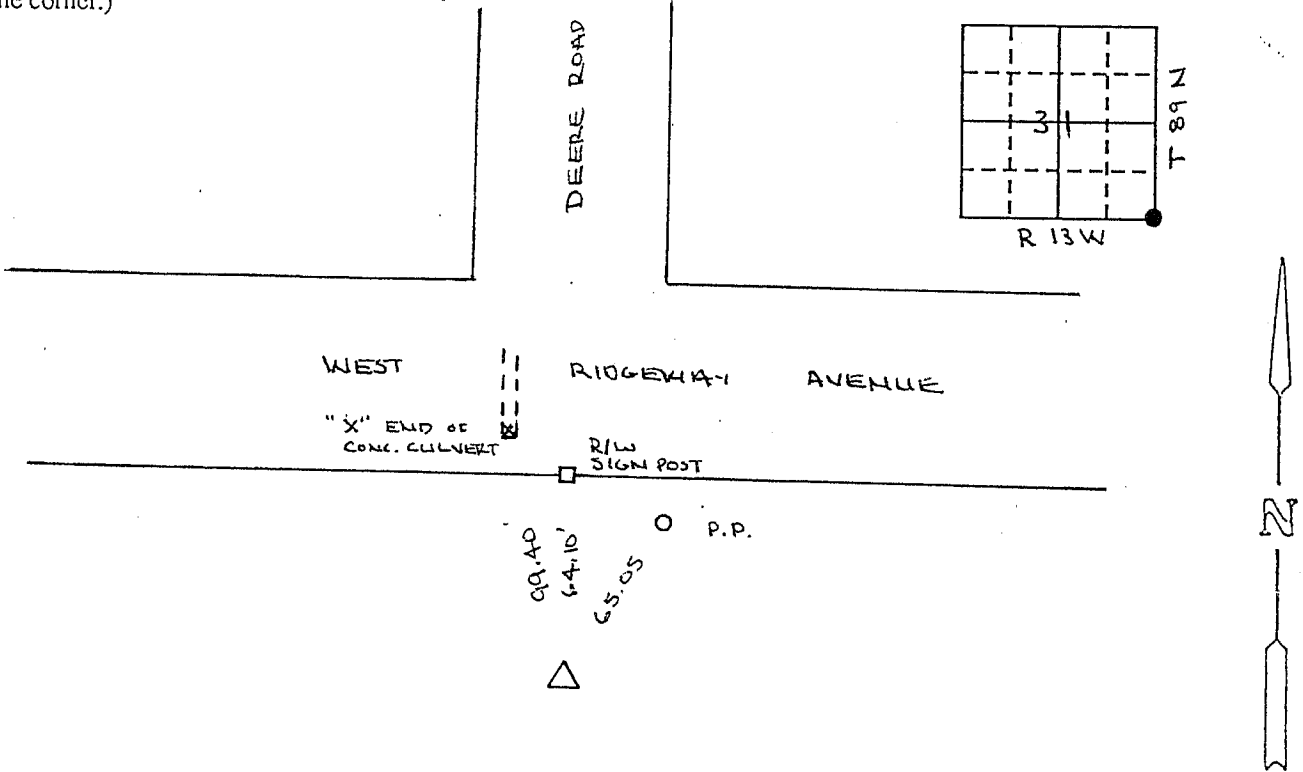 ne corner.)
DEERE ROAD
31
T 89 N
R 13 W
WEST RIDGEWAY AVENUE
"X" END OF
CONC. CULVERT
R/W
SIGN POST
P.P.
99.40'
64.10'
65.05
N